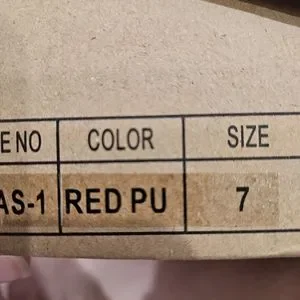 E NO COLOR SIZE
AS-1 RED PU 7